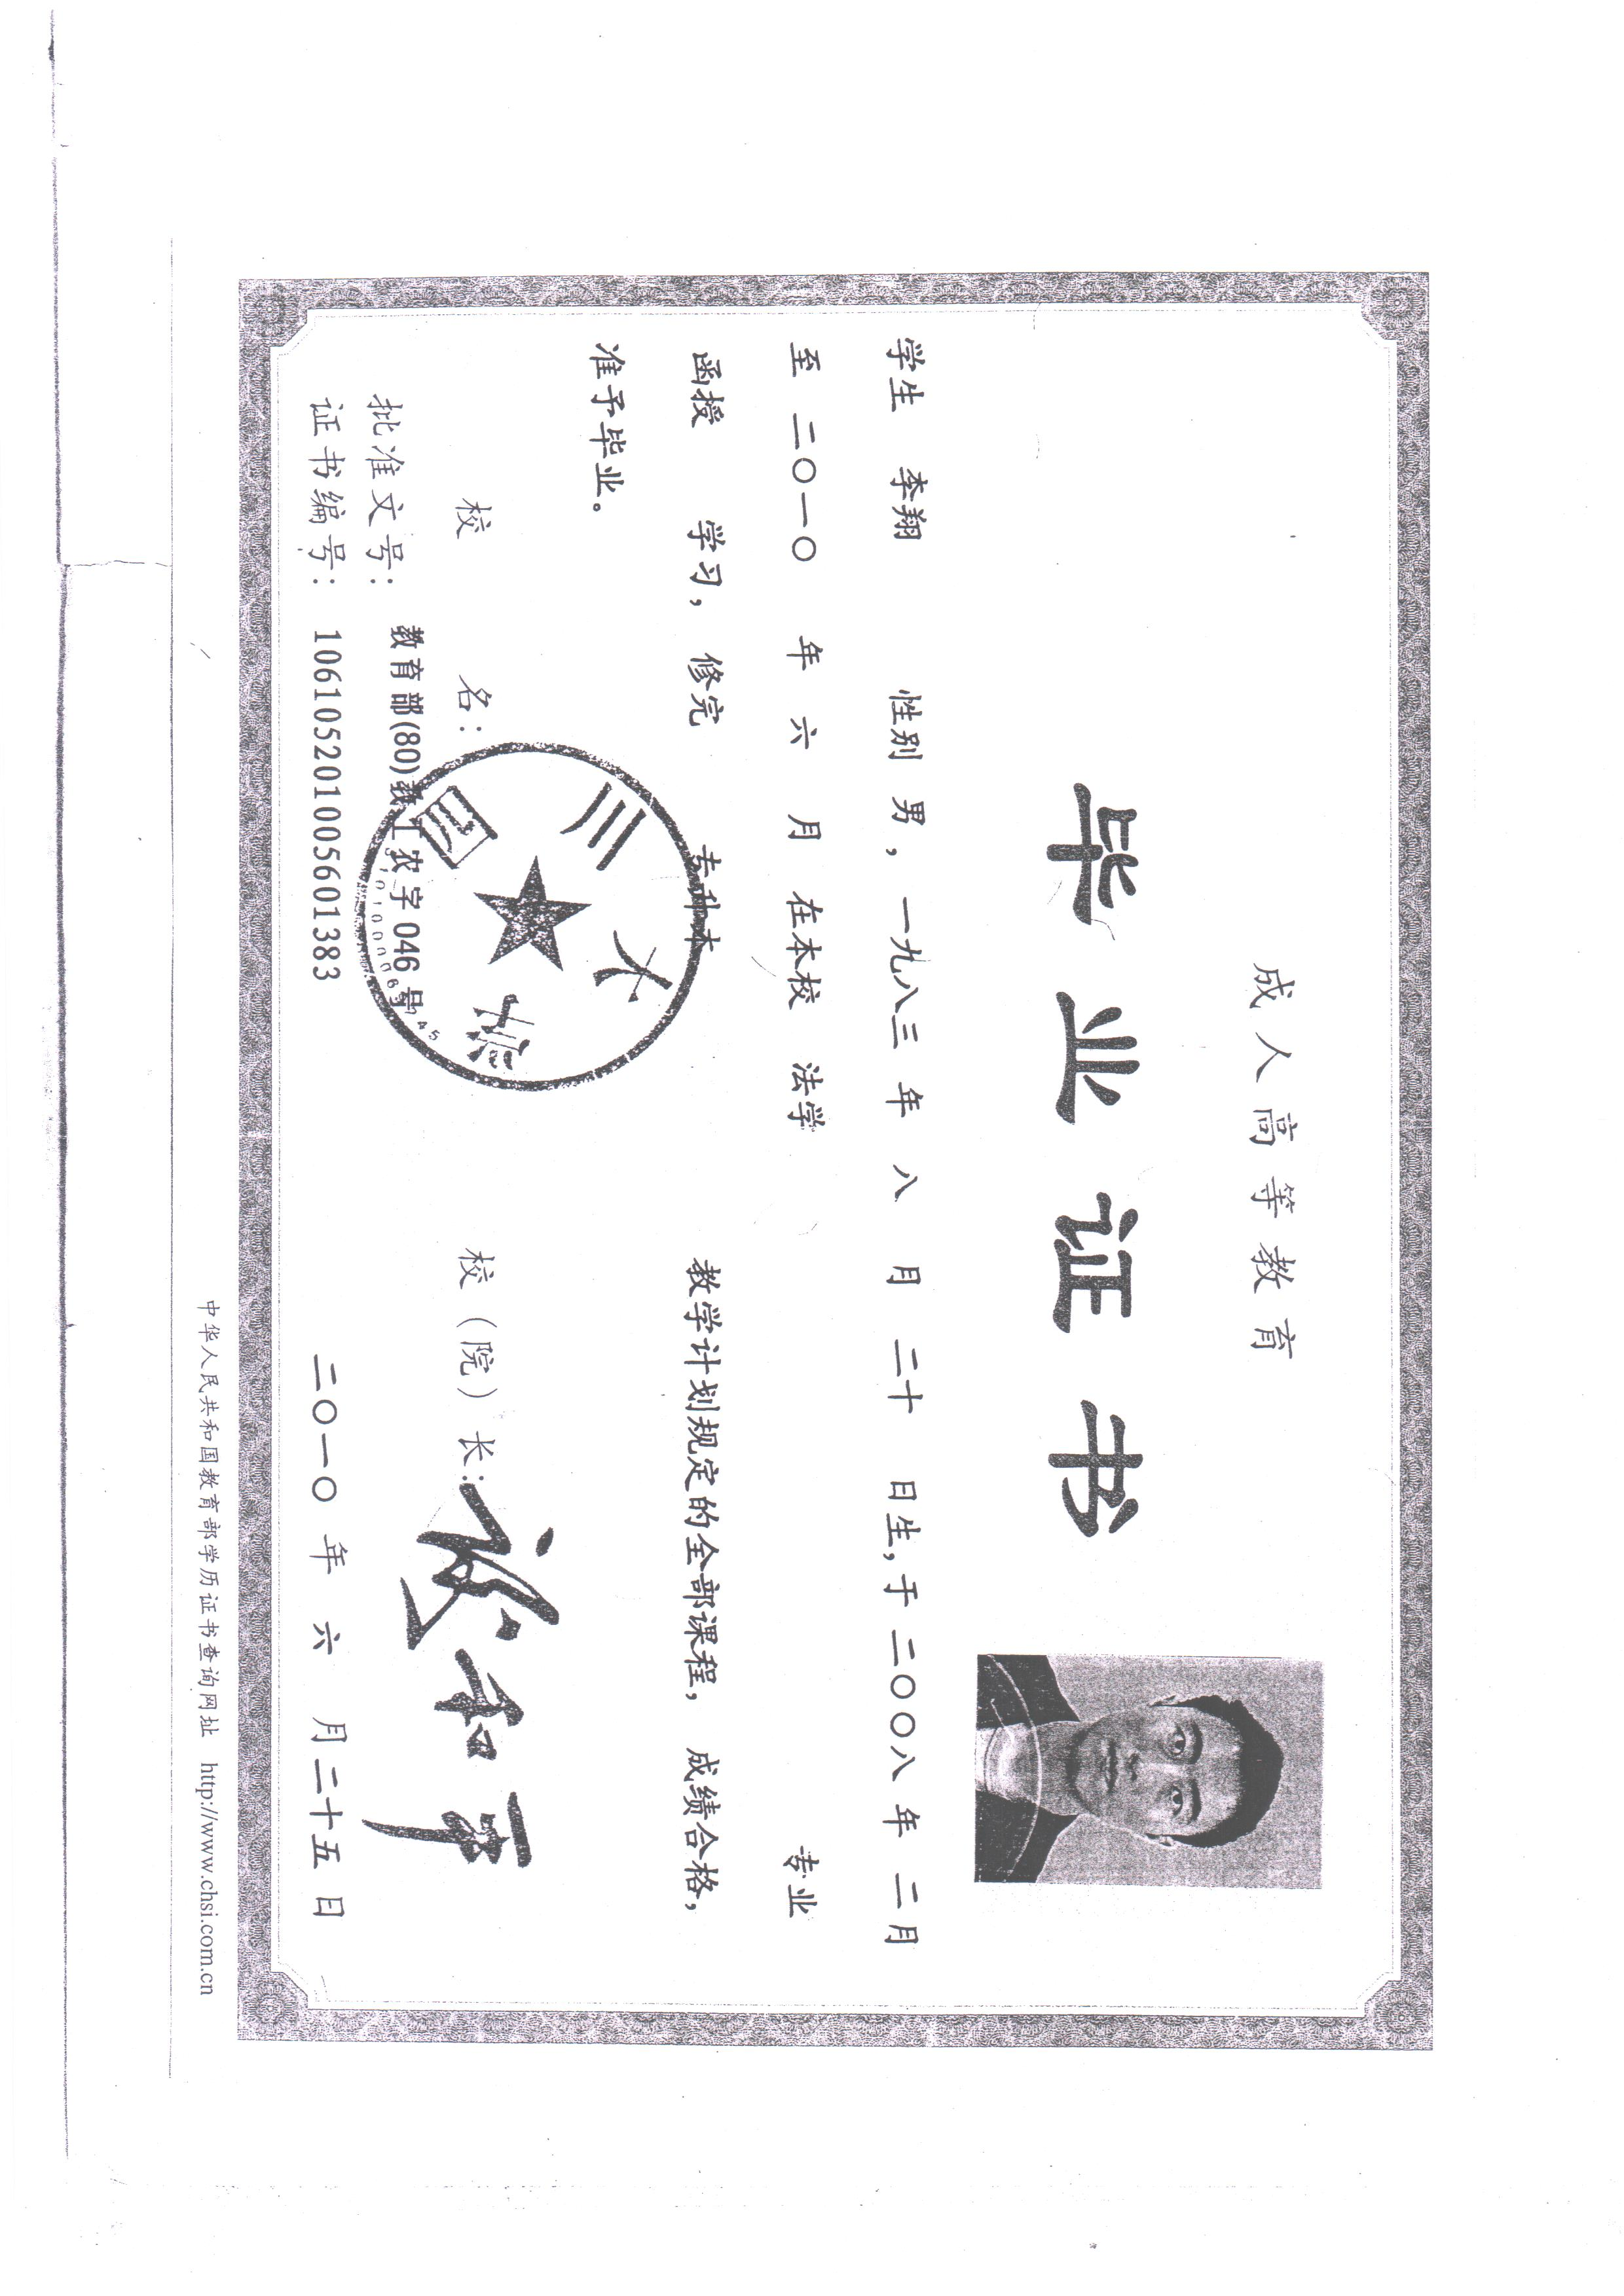 成人高等教育
毕业证书
学生 李翔 性别 男，一九八三 年 八 月 二十 日生，于 二〇〇八 年 二月
至 二〇一〇 年 六 月 在本校 法学 专业
函授 学习，修完 专科本 教学计划规定的全部课程，成绩合格，
准予毕业。
校 名：
四川大学
校（院）长：
批准文号：教育部(80)教工农字046号
证书编号：106105201005601383
二〇一〇 年 六 月二十五 日
中华人民共和国教育部学历证书查询网址 http://www.chsi.com.cn